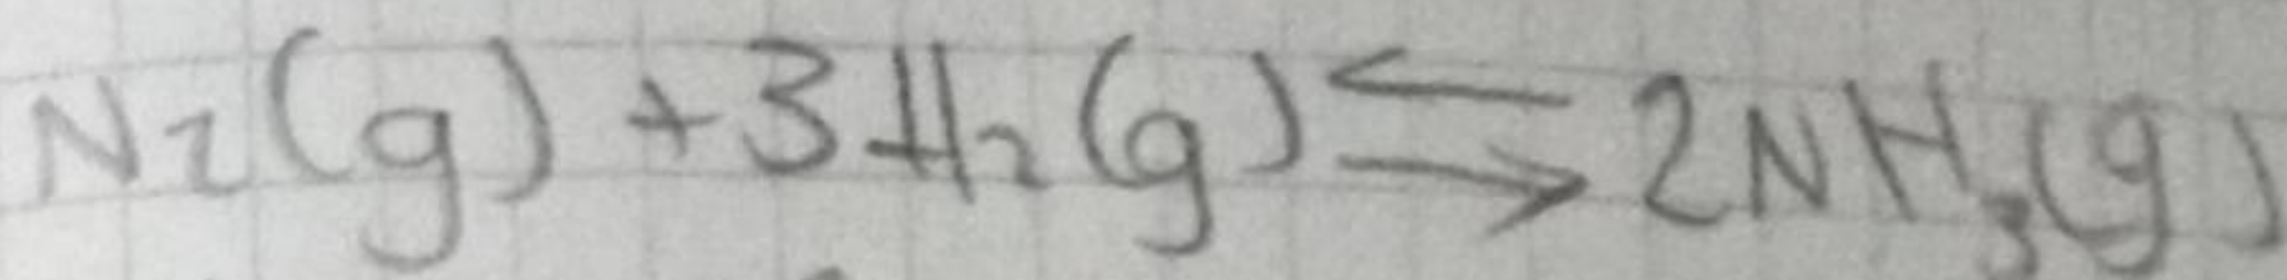 N₂(g) + 3H₂(g) ⇆ 2NH₃(g)